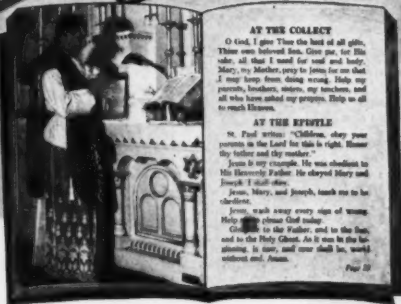 AT THE COLLECT
O God, I give Thee the best of all gifts,
Thine own beloved Son. Give me, for His
sake, all that I need for soul and body.
Mary, my Mother, pray to Jesus for me that
I may keep from doing wrong. Help my
parents, brothers, sisters, my teachers, and
all who have asked my prayers. Help us all
to reach Heaven.
AT THE EPISTLE
St. Paul writes: "Children, obey your
parents in the Lord for this is right. Honor
thy father and thy mother."
Jesus is my example. He was obedient to
His Heavenly Father. He obeyed Mary and
Joseph. I shall obey.
Jesus, Mary, and Joseph, teach me to be
obedient.
Jesus, wash away every sign of wrong.
Help please God today.
to the Father, and to the Son,
and to the Holy Ghost. As it was in the be-
ginning, is now, and ever shall be, world
without end. Amen.
Page